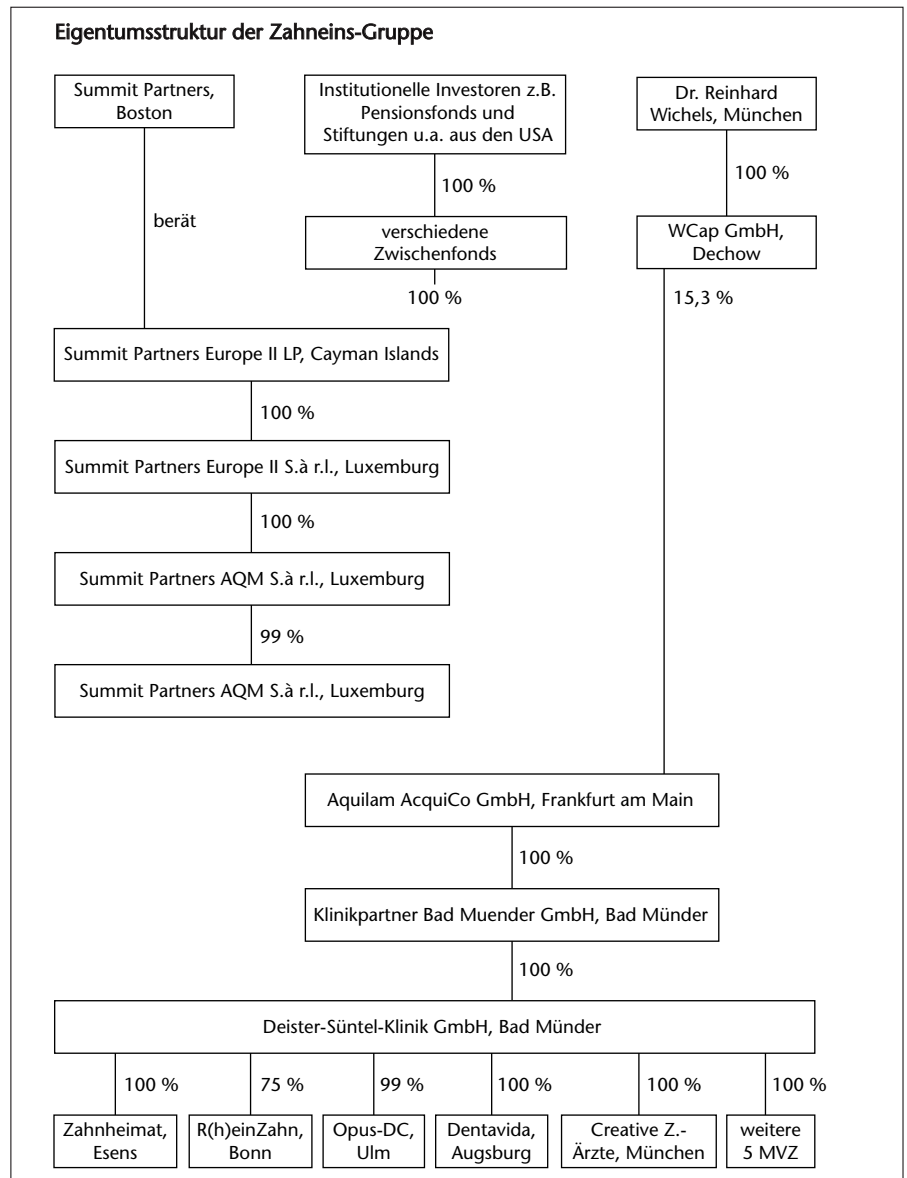 Eigentumsstruktur der Zahneins-Gruppe
Summit Partners,
Boston
Institutionelle Investoren z.B.
Pensionsfonds und
Stiftungen u.a. aus den USA
Dr. Reinhard
Wichels, München
100 %
100 %
berät
verschiedene
Zwischenfonds
WCap GmbH,
Dechow
100 %
15,3 %
Summit Partners Europe II LP, Cayman Islands
100 %
Summit Partners Europe II S.à r.l., Luxemburg
100 %
Summit Partners AQM S.à r.l., Luxemburg
99 %
Summit Partners AQM S.à r.l., Luxemburg
Aquilam AcquiCo GmbH, Frankfurt am Main
100 %
Klinikpartner Bad Muender GmbH, Bad Münder
100 %
Deister-Süntel-Klinik GmbH, Bad Münder
100 %
75 %
99 %
100 %
100 %
100 %
Zahnheimat,
Esens
R(h)einZahn,
Bonn
Opus-DC,
Ulm
Dentavida,
Augsburg
Creative Z.-
Ärzte, München
weitere
5 MVZ